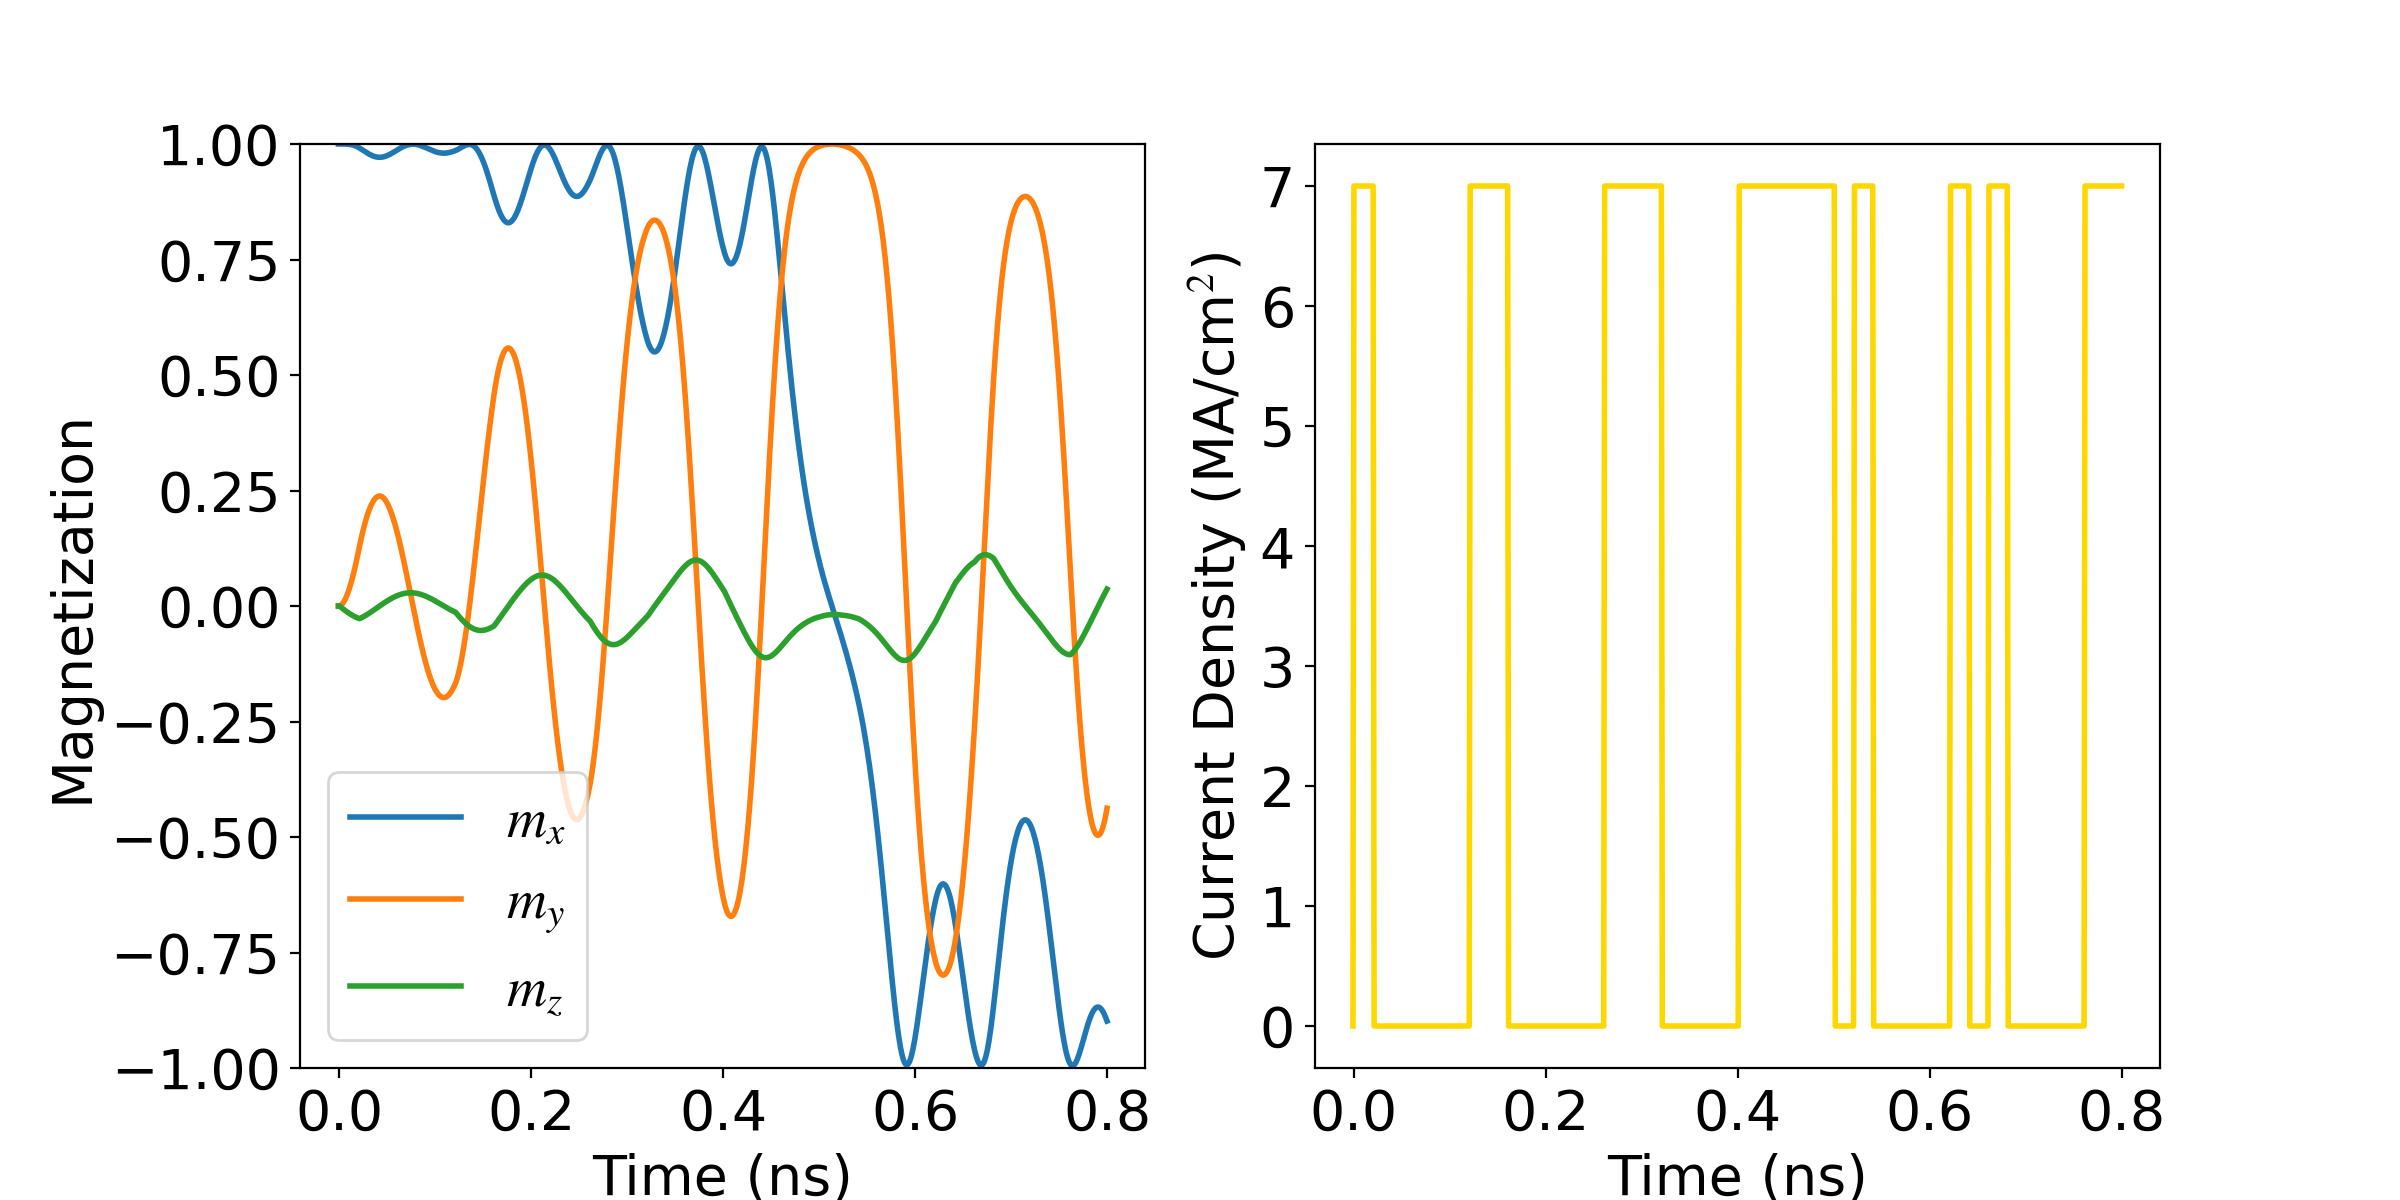 1.00
0.75
0.50
0.25
0.00
−0.25
−0.50
−0.75
−1.00
Magnetization
m_x
m_y
m_z
0.0 0.2 0.4 0.6 0.8
Time (ns)
7
6
5
4
3
2
1
0
Current Density (MA/cm²)
0.0 0.2 0.4 0.6 0.8
Time (ns)